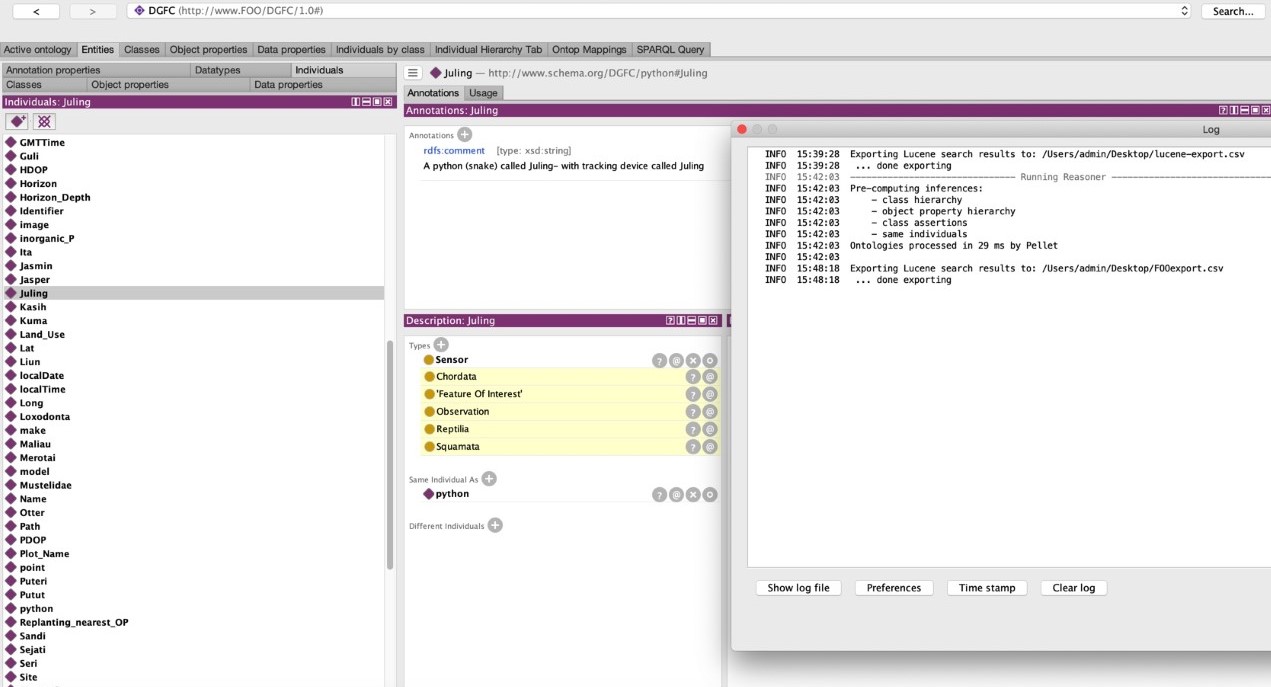 < > DGFC (http://www.FOO/DGFC/1.0#) Search...
Active ontology Entities Classes Object properties Data properties Individuals by class Individual Hierarchy Tab Ontop Mappings SPARQL Query
Annotation properties Datatypes Individuals
Classes Object properties Data properties
Individuals: Juling
GMTTime
Guli
HDOP
Horizon
Horizon_Depth
Identifier
image
inorganic_P
Ita
Jasmin
Jasper
Juling
Kasih
Kuma
Land_Use
Lat
Liun
localDate
localTime
Long
Loxodonta
make
Maliau
Merotai
model
Mustelidae
Name
Otter
Path
PDOP
Plot_Name
point
Puteri
Putut
python
Replanting_nearest_OP
Sandi
Sejati
Seri
Site
Juling — http://www.schema.org/DGFC/python#Juling
Annotations Usage
Annotations: Juling
Annotations
rdfs:comment [type: xsd:string]
A python (snake) called Juling- with tracking device called Juling
Description: Juling
Types
Sensor
Chordata
'Feature Of Interest'
Observation
Reptilia
Squamata
Same Individual As
python
Different Individuals
Log
INFO 15:39:28 Exporting Lucene search results to: /Users/admin/Desktop/lucene-export.csv
INFO 15:39:28 ... done exporting
INFO 15:42:03 ------------------------------- Running Reasoner -------------------------------
INFO 15:42:03 Pre-computing inferences:
INFO 15:42:03 - class hierarchy
INFO 15:42:03 - object property hierarchy
INFO 15:42:03 - class assertions
INFO 15:42:03 - same individuals
INFO 15:42:03 Ontologies processed in 29 ms by Pellet
INFO 15:42:03
INFO 15:48:18 Exporting Lucene search results to: /Users/admin/Desktop/FOOexport.csv
INFO 15:48:18 ... done exporting
Show log file Preferences Time stamp Clear log